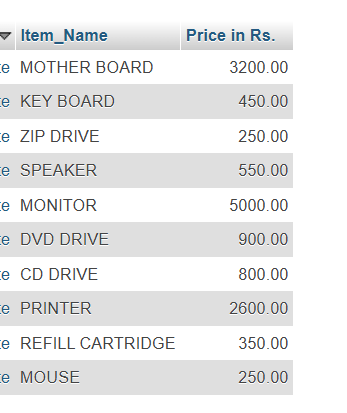 Item_Name Price in Rs.
te MOTHER BOARD 3200.00
te KEY BOARD 450.00
te ZIP DRIVE 250.00
te SPEAKER 550.00
te MONITOR 5000.00
te DVD DRIVE 900.00
te CD DRIVE 800.00
te PRINTER 2600.00
te REFILL CARTRIDGE 350.00
te MOUSE 250.00